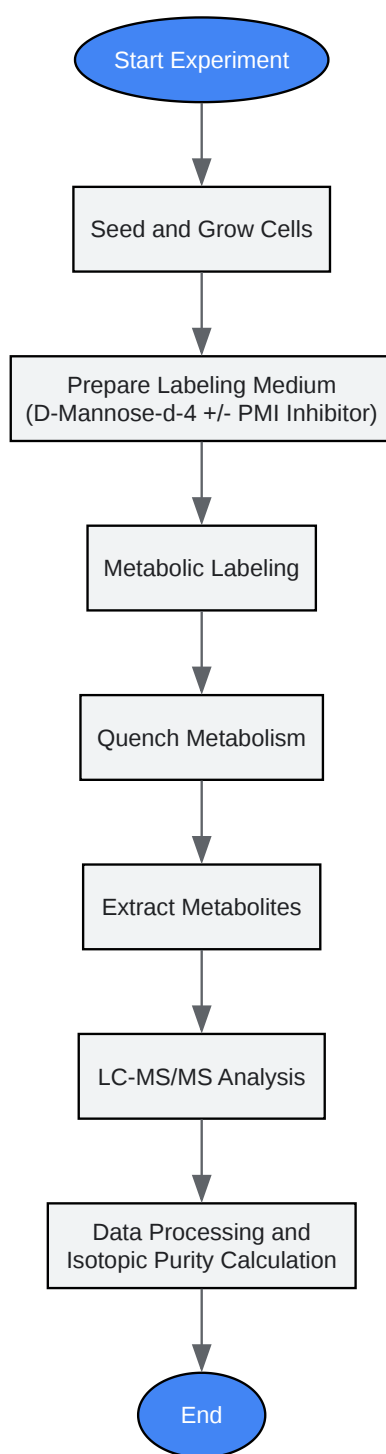 Start Experiment
Seed and Grow Cells
Prepare Labeling Medium
(D-Mannose-d-4 +/- PMI Inhibitor)
Metabolic Labeling
Quench Metabolism
Extract Metabolites
LC-MS/MS Analysis
Data Processing and
Isotopic Purity Calculation
End